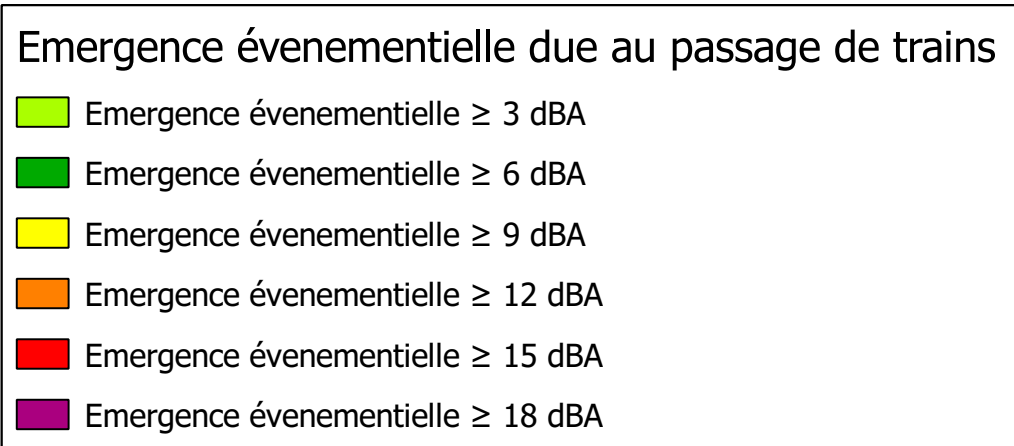 Emergence évenementielle due au passage de trains
Emergence évenementielle ≥ 3 dBA
Emergence évenementielle ≥ 6 dBA
Emergence évenementielle ≥ 9 dBA
Emergence évenementielle ≥ 12 dBA
Emergence évenementielle ≥ 15 dBA
Emergence évenementielle ≥ 18 dBA